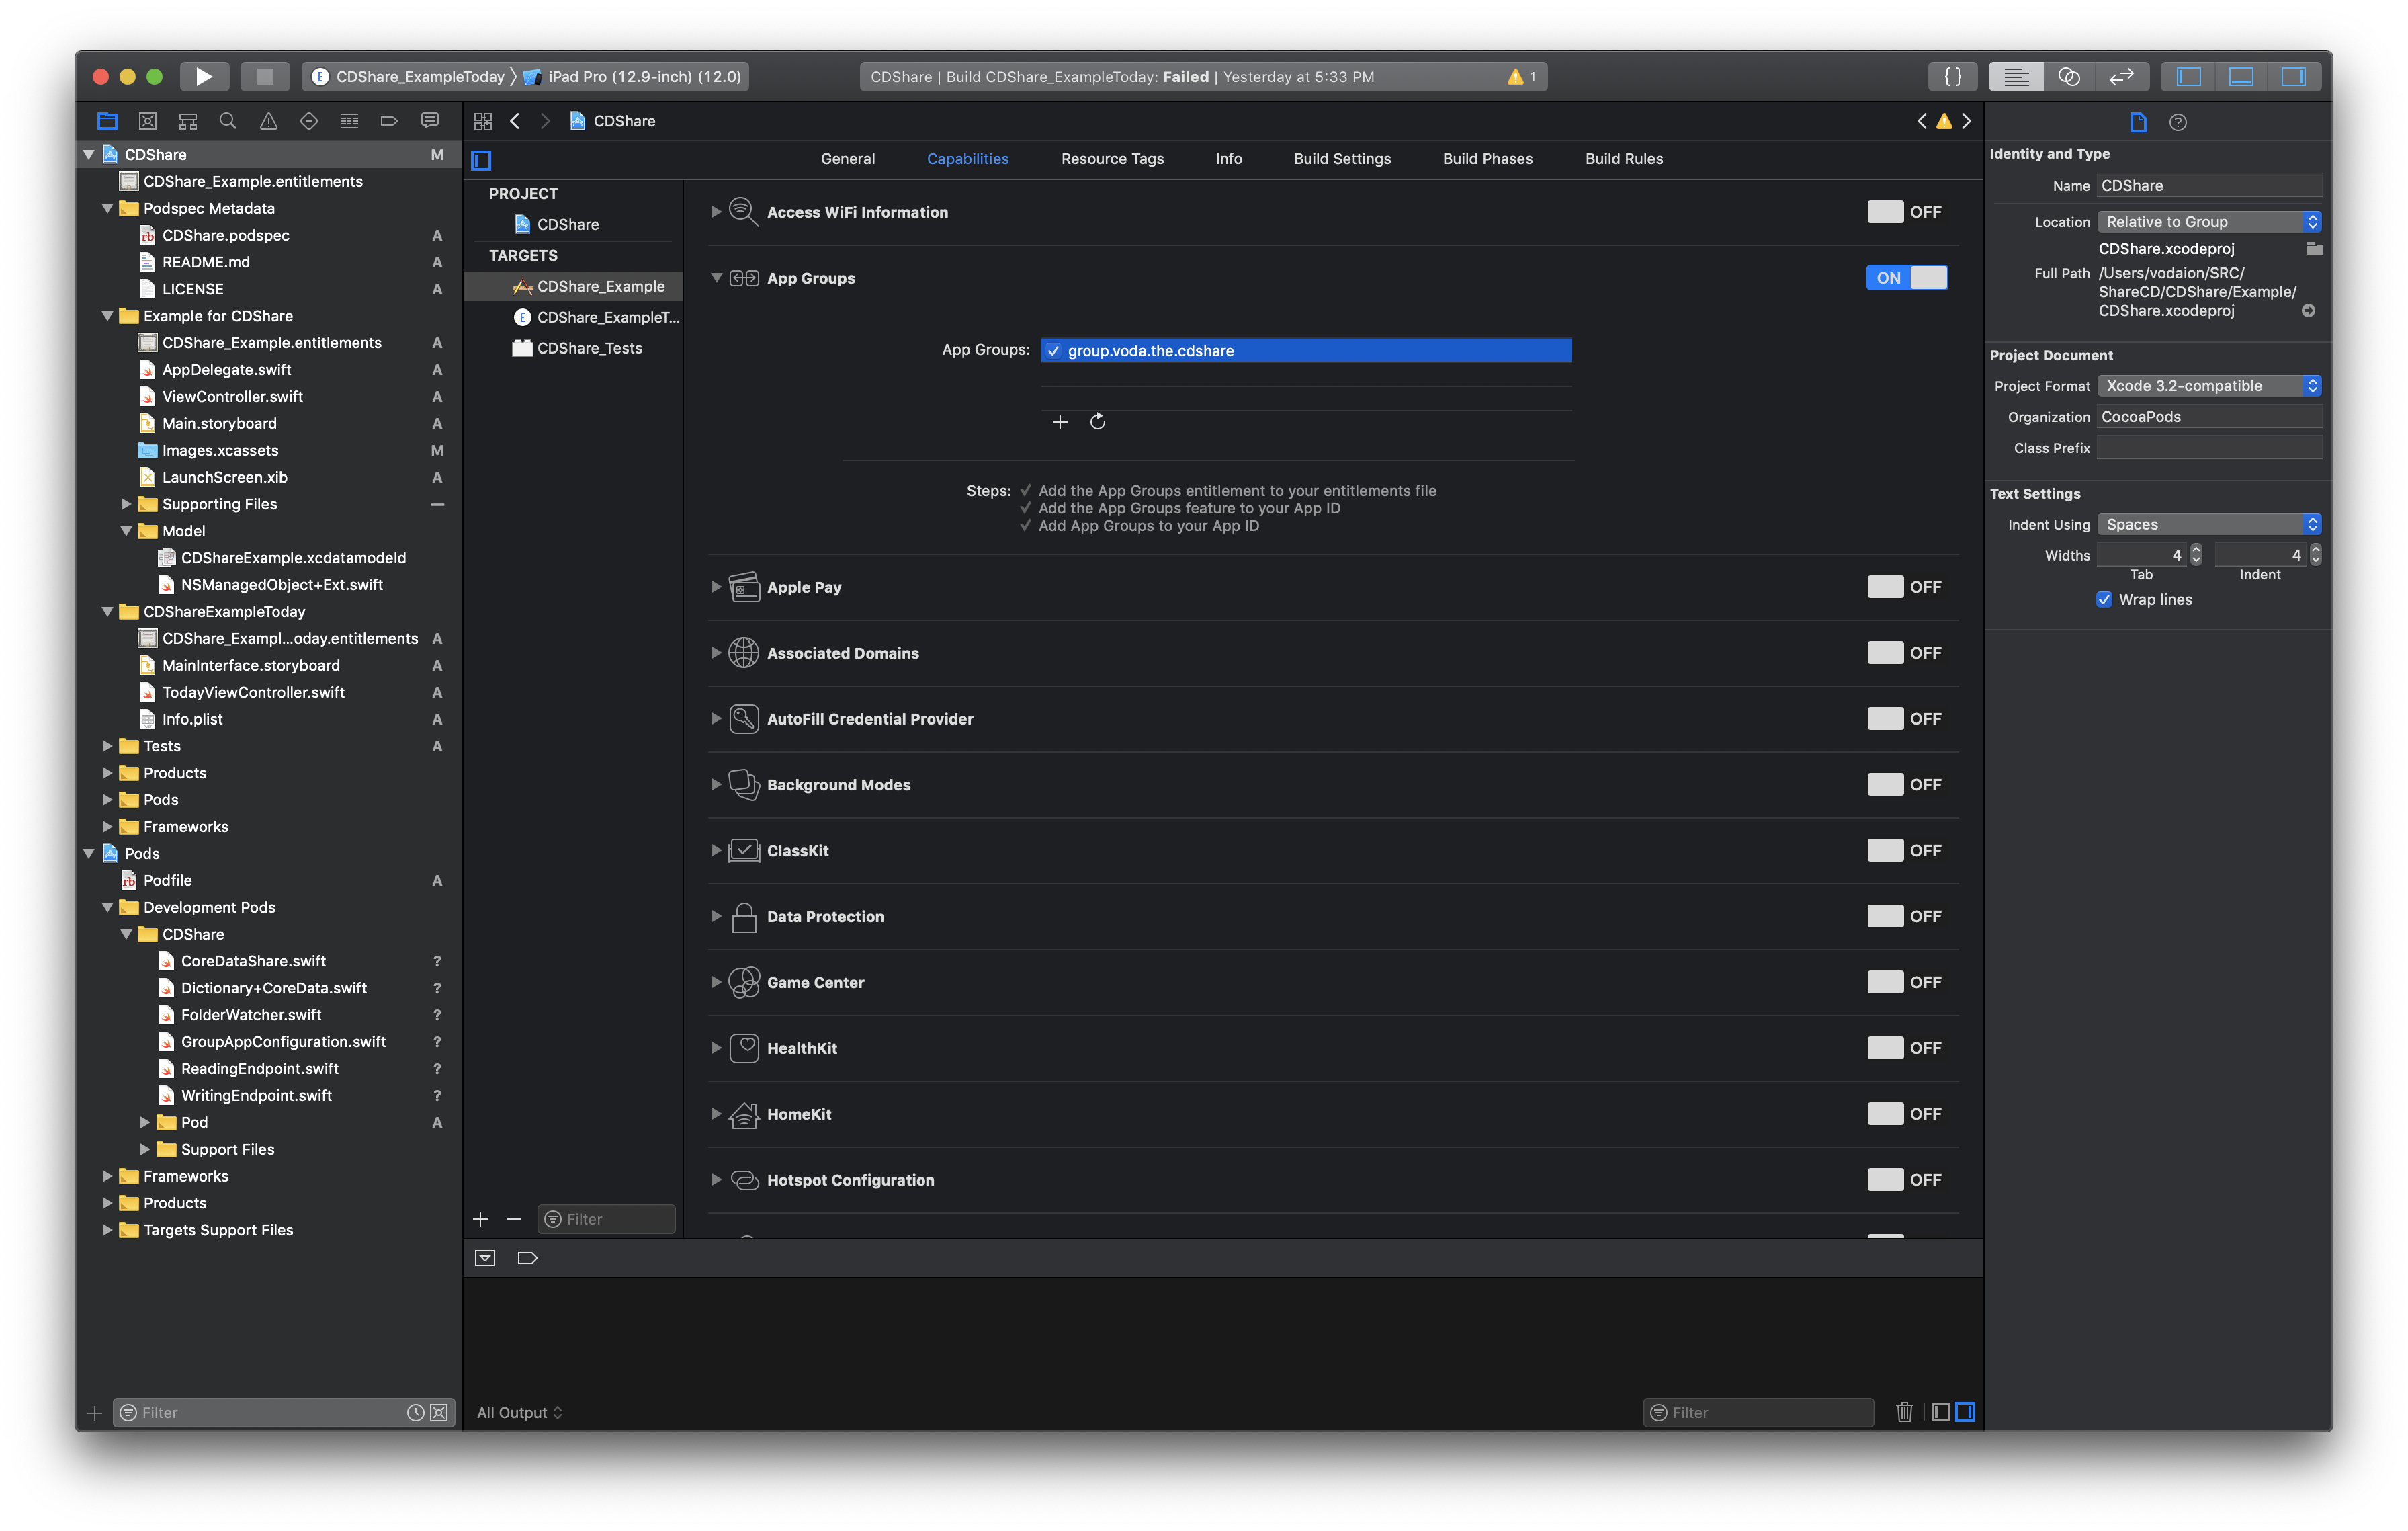 CDShare_ExampleToday
iPad Pro (12.9-inch) (12.0)
CDShare | Build CDShare_ExampleToday: Failed | Yesterday at 5:33 PM
1
{ }
CDShare M
CDShare_Example.entitlements
Podspec Metadata
CDShare.podspec A
README.md A
LICENSE A
Example for CDShare
CDShare_Example.entitlements A
AppDelegate.swift A
ViewController.swift A
Main.storyboard A
Images.xcassets M
LaunchScreen.xib A
Supporting Files
Model
CDShareExample.xcdatamodeld
NSManagedObject+Ext.swift
CDShareExampleToday
CDShare_Exampl...oday.entitlements A
MainInterface.storyboard A
TodayViewController.swift A
Info.plist A
Tests A
Products
Pods
Frameworks
Pods
Podfile A
Development Pods
CDShare
CoreDataShare.swift ?
Dictionary+CoreData.swift ?
FolderWatcher.swift ?
GroupAppConfiguration.swift ?
ReadingEndpoint.swift ?
WritingEndpoint.swift ?
Pod A
Support Files
Frameworks
Products
Targets Support Files
Filter
CDShare
General Capabilities Resource Tags Info Build Settings Build Phases Build Rules
PROJECT
CDShare
TARGETS
CDShare_Example
CDShare_ExampleT...
CDShare_Tests
Filter
Access WiFi Information OFF
App Groups ON
App Groups: group.voda.the.cdshare
Steps: ✓ Add the App Groups entitlement to your entitlements file
✓ Add the App Groups feature to your App ID
✓ Add App Groups to your App ID
Apple Pay OFF
Associated Domains OFF
AutoFill Credential Provider OFF
Background Modes OFF
ClassKit OFF
Data Protection OFF
Game Center OFF
HealthKit OFF
HomeKit OFF
Hotspot Configuration OFF
All Output
Filter
Identity and Type
Name CDShare
Location Relative to Group
CDShare.xcodeproj
Full Path /Users/vodaion/SRC/
ShareCD/CDShare/Example/
CDShare.xcodeproj
Project Document
Project Format Xcode 3.2-compatible
Organization CocoaPods
Class Prefix
Text Settings
Indent Using Spaces
Widths 4 4
Tab Indent
Wrap lines